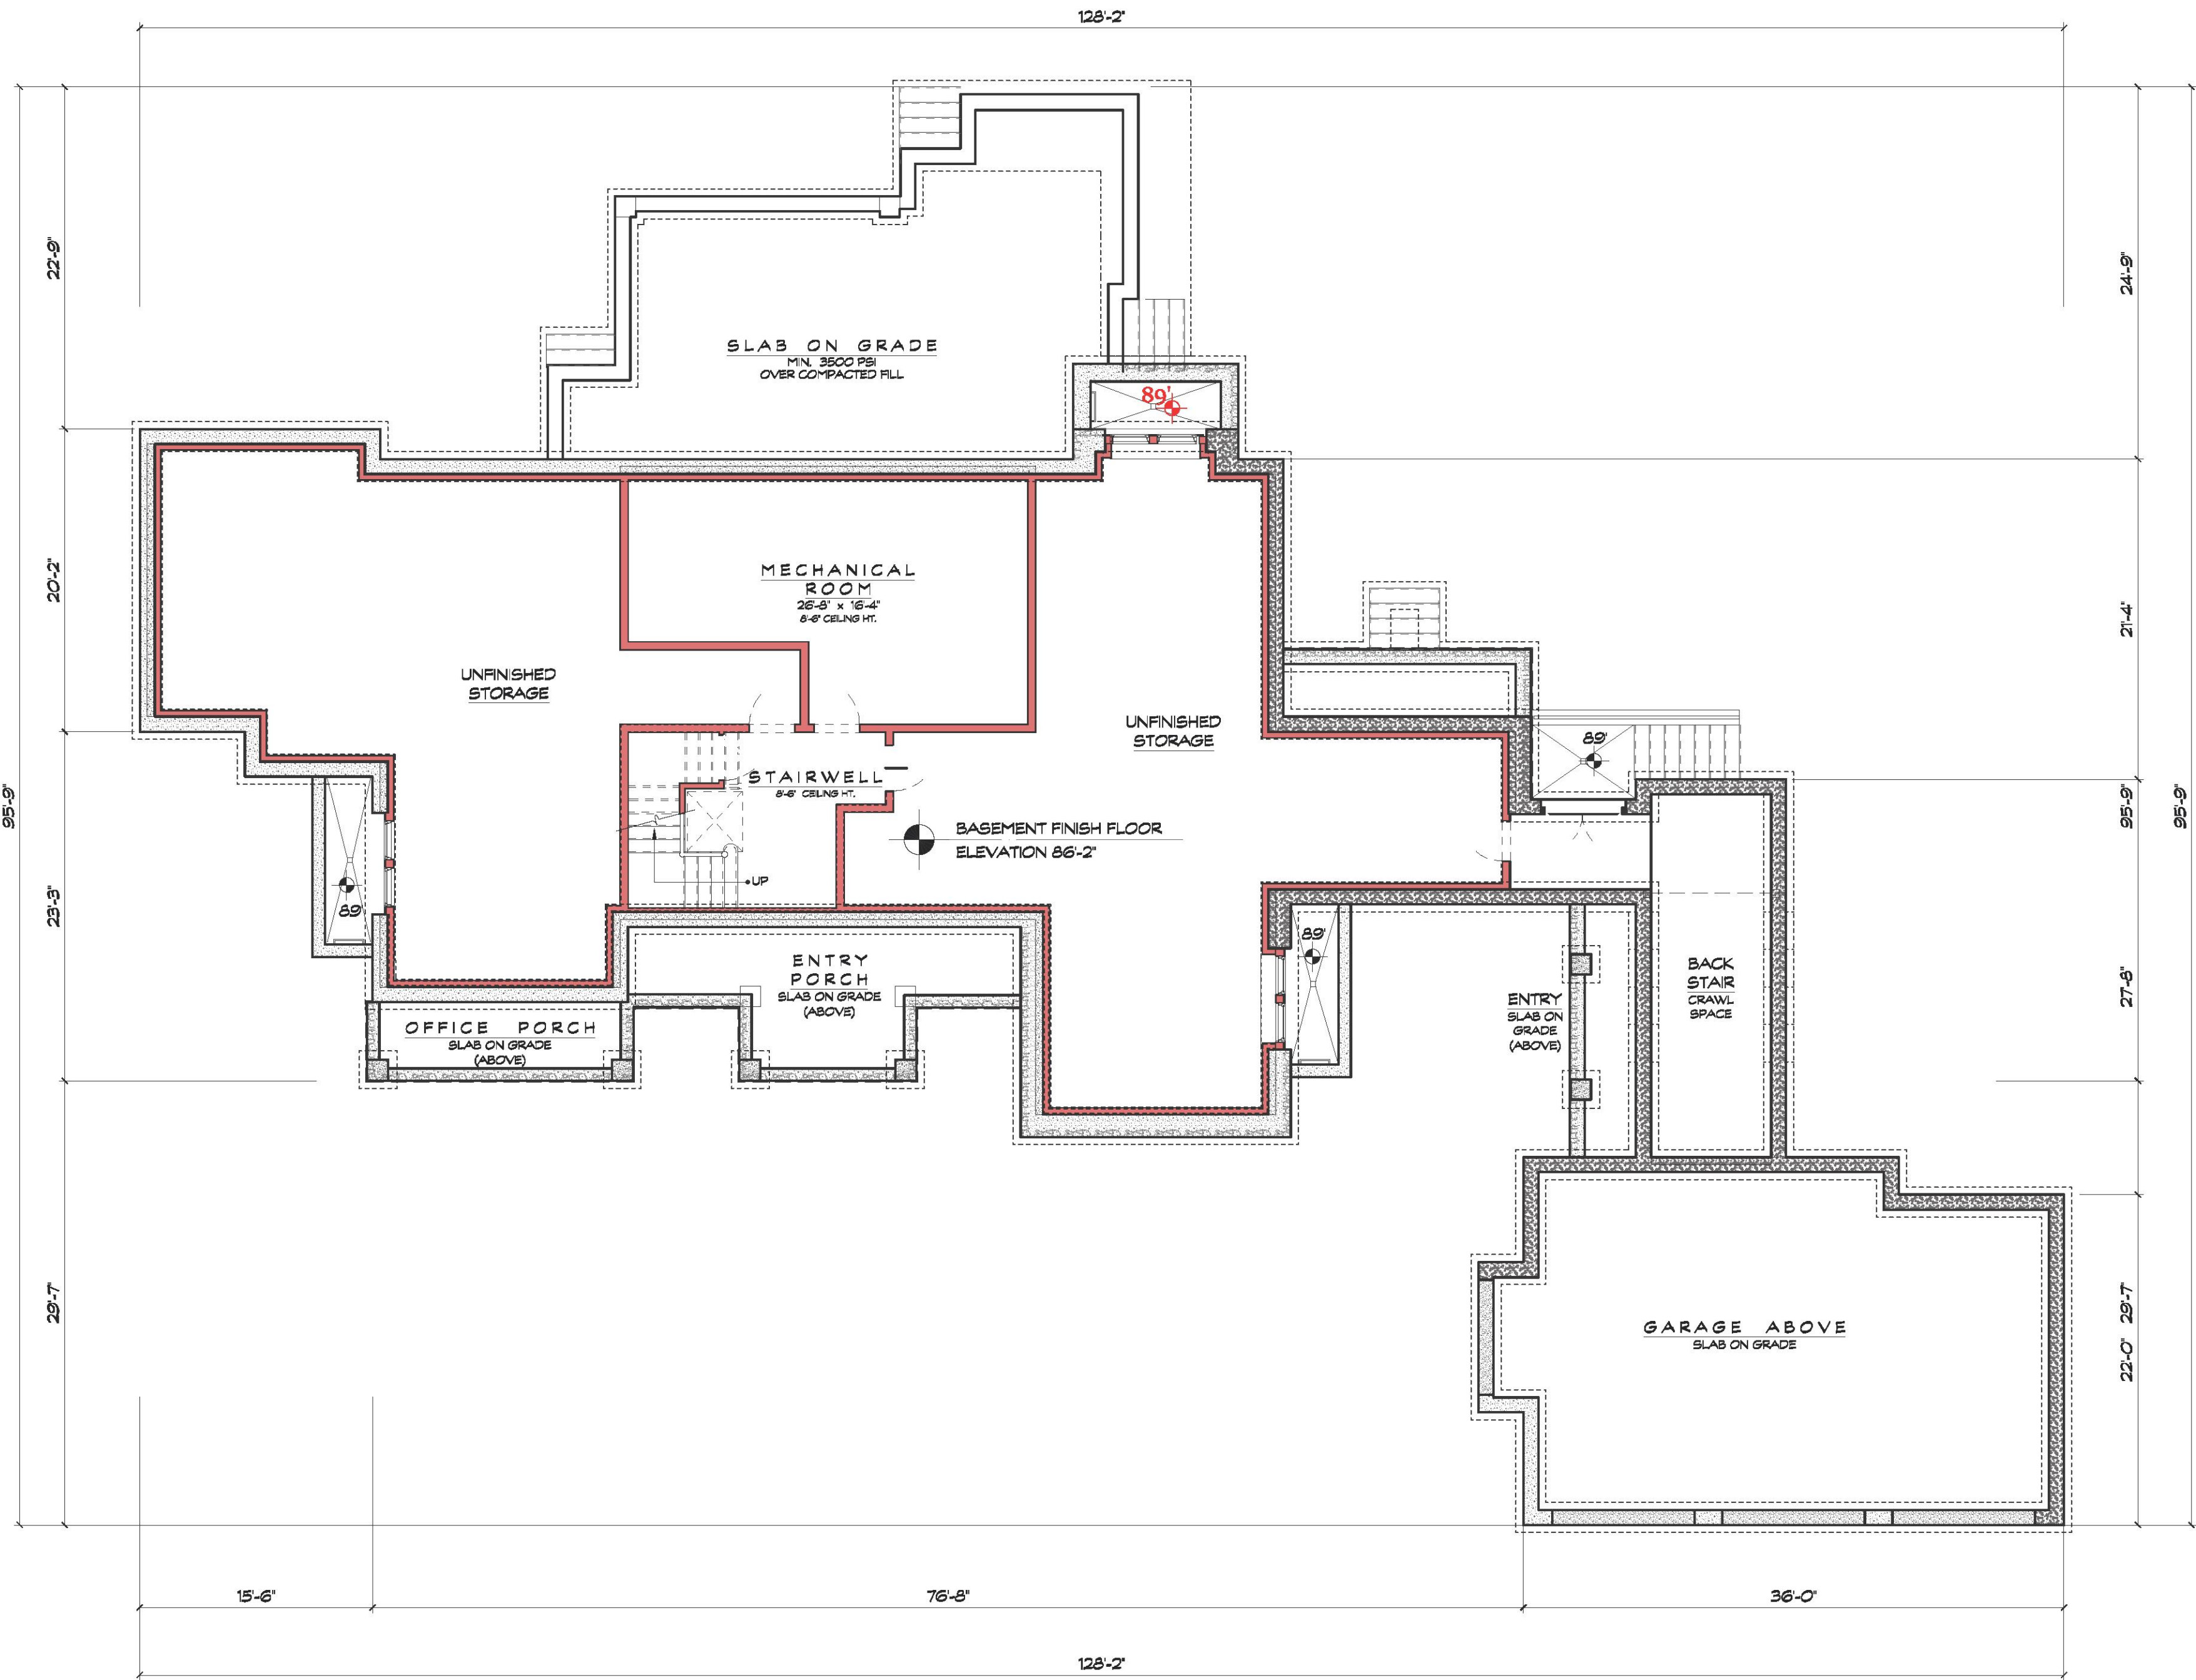 128'-2"
22'-9"
24'-9"
SLAB ON GRADE
MIN. 3500 PSI
OVER COMPACTED FILL
89'
20'-2"
MECHANICAL
ROOM
26'-8" x 16'-4"
8'-6" CEILING HT.
21'-4"
UNFINISHED
STORAGE
UNFINISHED
STORAGE
89'
STAIRWELL
8'-6" CEILING HT.
95'-9"
95'-9"
95'-9"
BASEMENT FINISH FLOOR
ELEVATION 86'-2"
UP
23'-3"
89'
89'
ENTRY
PORCH
SLAB ON GRADE
(ABOVE)
BACK
STAIR
CRAWL
SPACE
27'-8"
ENTRY
SLAB ON
GRADE
(ABOVE)
OFFICE PORCH
SLAB ON GRADE
(ABOVE)
29'-7"
29'-7"
22'-0"
GARAGE ABOVE
SLAB ON GRADE
15'-6"
76'-8"
36'-0"
128'-2"